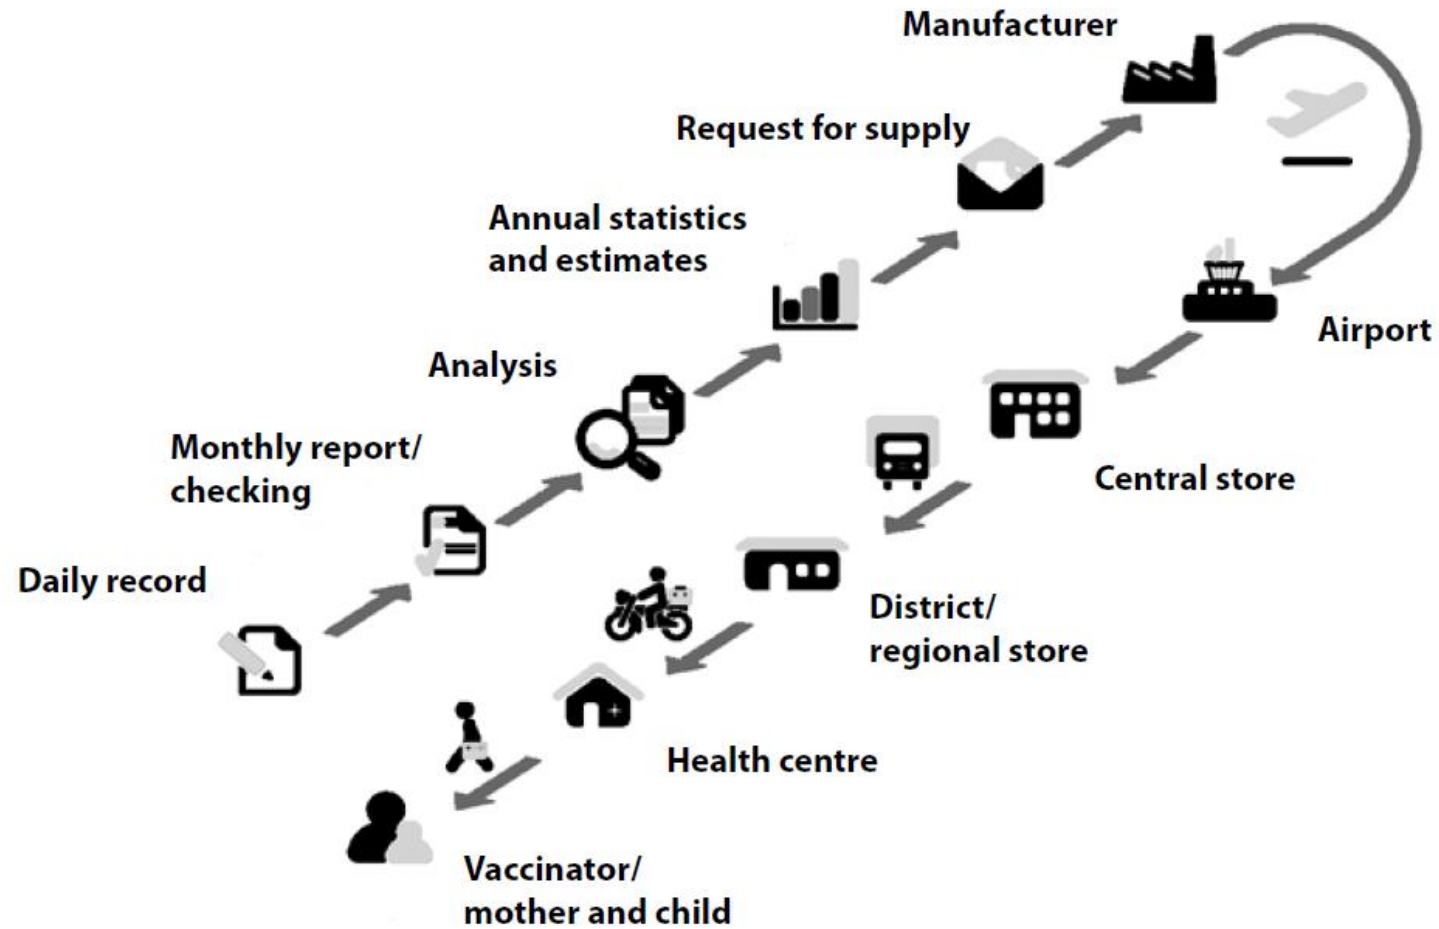 Manufacturer
Request for supply
Annual statistics
and estimates
Airport
Analysis
Monthly report/
checking
Central store
Daily record
District/
regional store
Health centre
Vaccinator/
mother and child